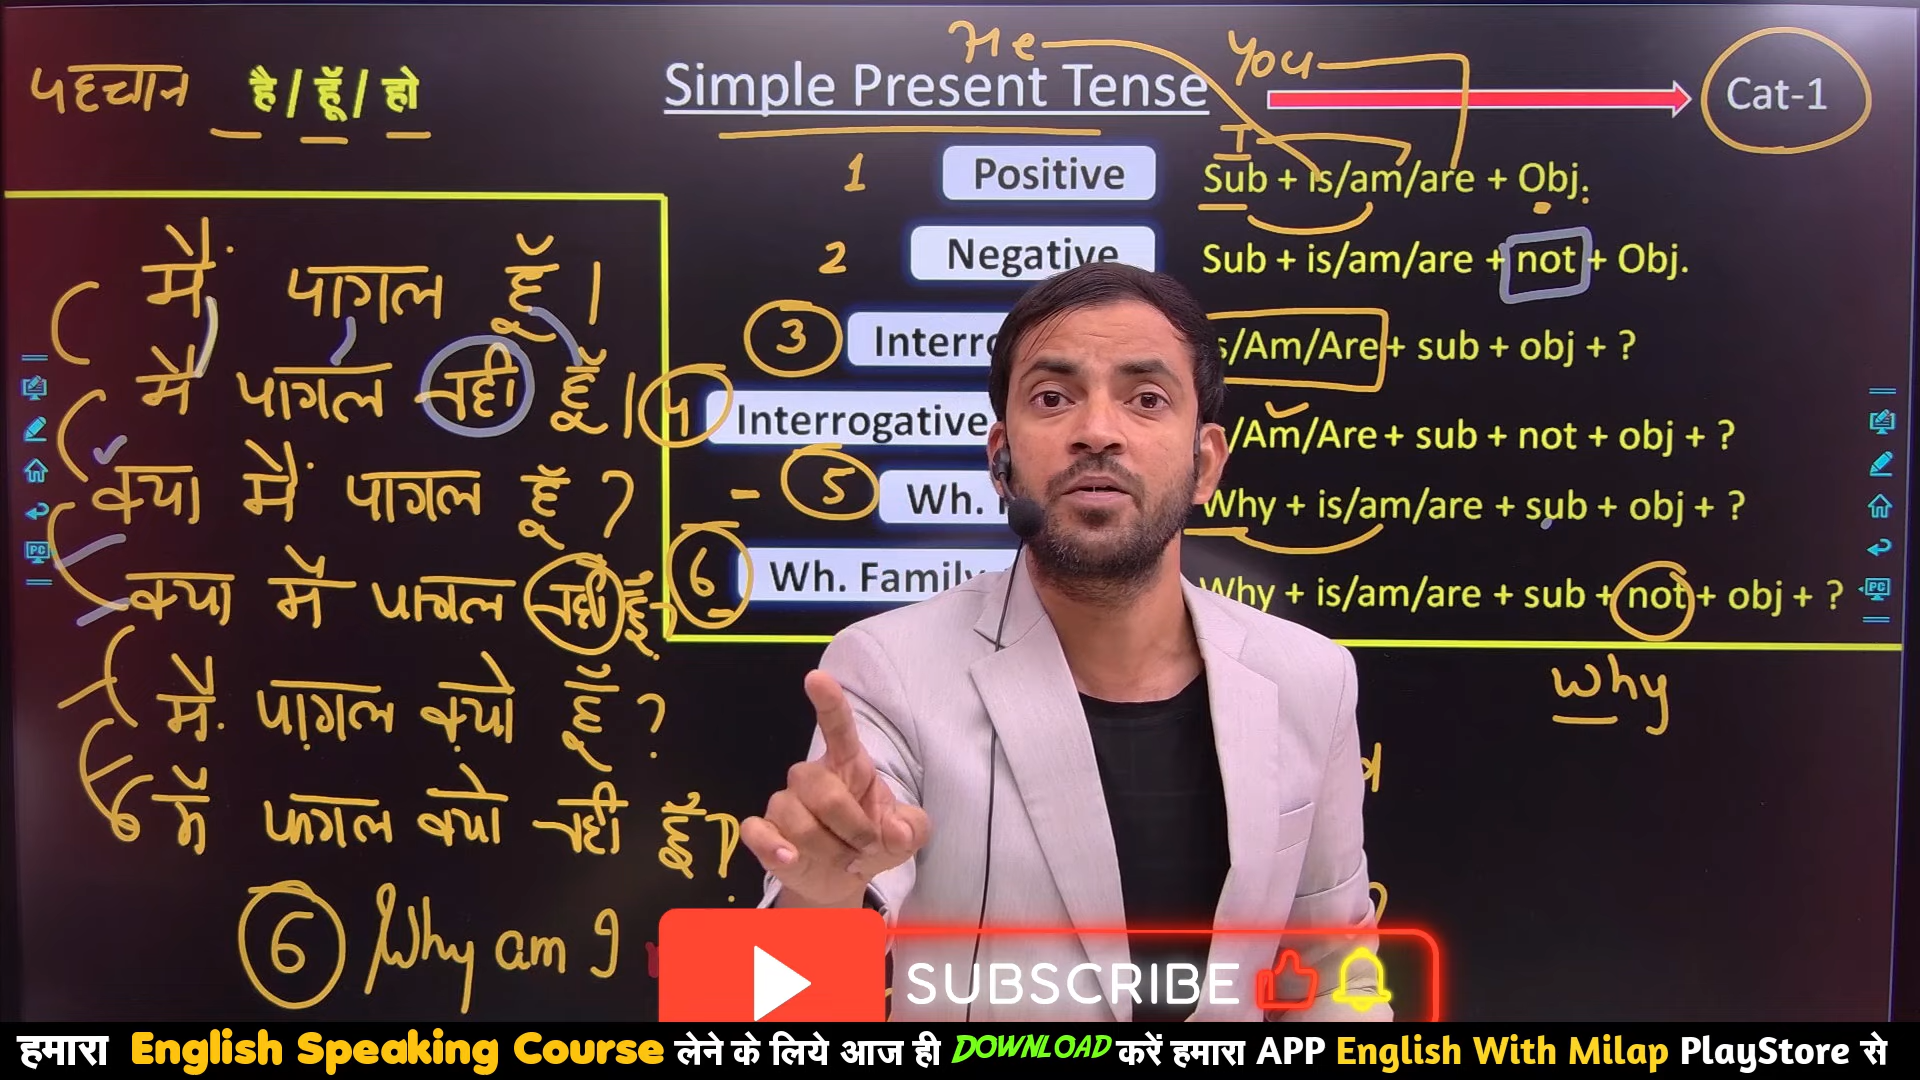 He You
पहचान है / हूँ / हो Simple Present Tense Cat-1
I
1 Positive Sub + is/am/are + Obj.
2 Negative Sub + is/am/are + not + Obj.
3 s/Am/Are + sub + obj + ?
4 Interrogative /Am/Are + sub + not + obj + ?
5 Wh. Why + is/am/are + sub + obj + ?
6 Wh. Family Why + is/am/are + sub + not + obj + ?
मैं पागल हूँ।
मैं पागल नही हूँ।
क्या मैं पागल हूँ ?
क्या मैं पागल नही हूँ ?
मैं पागल क्यो हूँ ?
मैं पागल क्यो नही हूँ ?
Why
6 Why am I
SUBSCRIBE
हमारा English Speaking Course लेने के लिये आज ही DOWNLOAD करें हमारा APP English With Milap PlayStore से